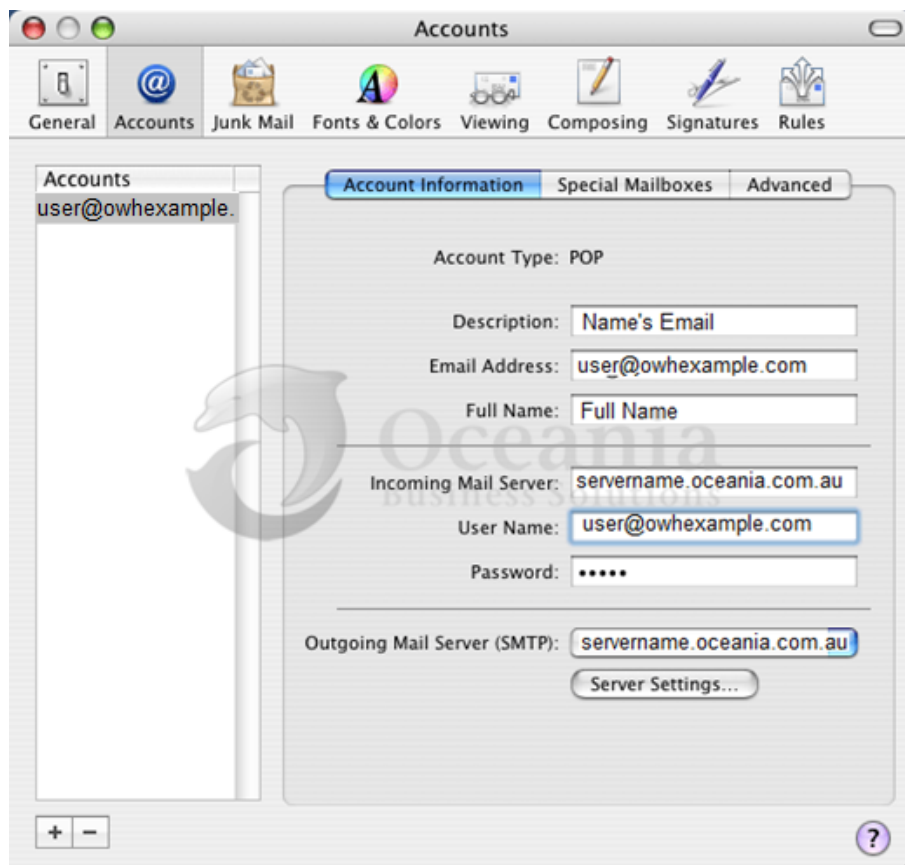 Accounts
General Accounts Junk Mail Fonts & Colors Viewing Composing Signatures Rules
Accounts
user@owhexample.
Account Information Special Mailboxes Advanced
Account Type: POP
Description: Name's Email
Email Address: user@owhexample.com
Full Name: Full Name
Oceania
Incoming Mail Server: servername.oceania.com.au
Business Solutions
User Name: user@owhexample.com
Password: •••••
Outgoing Mail Server (SMTP): servername.oceania.com.au
Server Settings...
+ − ?